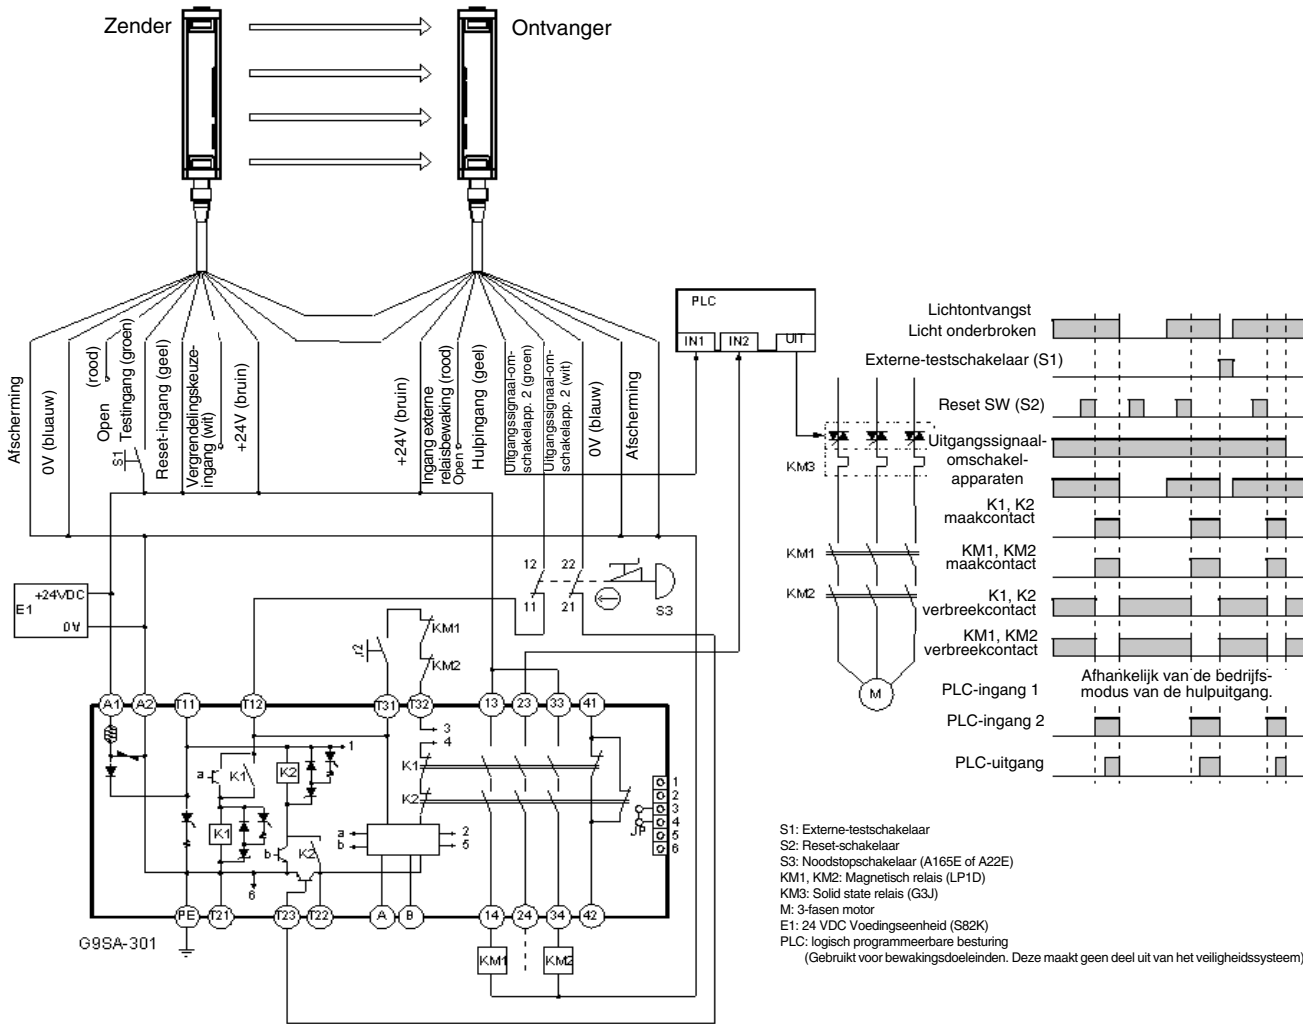 Zender
Ontvanger
Afscherming
0V (bluauw)
Open
(rood)
Testingang (groen)
S1
Reset-ingang (geel)
Vergrendelingskeuze-
ingang (wit)
+24V (bruin)
+24V (bruin)
Ingang externe
relaisbewaking (rood)
Open
Hulpingang (geel)
Uitgangssignaal-om-
schakelapp. 2 (groen)
Uitgangssignaal-om-
schakelapp. 2 (wit)
0V (blauw)
Afscherming
PLC
IN1
IN2
UIT
KM3
KM1
KM2
M
+24VDC
E1
0V
12
22
11
21
S3
r2
KM1
KM2
A1
A2
T11
T12
T31
T32
13
23
33
41
3
4
1
a
K1
K2
K1
K2
K1
b
K2
a
b
2
5
6
JP
1
2
3
4
5
6
PE
T21
T23
T22
A
B
14
24
34
42
G9SA-301
KM1
KM2
Lichtontvangst
Licht onderbroken
Externe-testschakelaar (S1)
Reset SW (S2)
Uitgangssignaal-
omschakel-
apparaten
K1, K2
maakcontact
KM1, KM2
maakcontact
K1, K2
verbreekcontact
KM1, KM2
verbreekcontact
PLC-ingang 1
Afhankelijk van de bedrijfs-
modus van de hulpuitgang.
PLC-ingang 2
PLC-uitgang
S1: Externe-testschakelaar
S2: Reset-schakelaar
S3: Noodstopschakelaar (A165E of A22E)
KM1, KM2: Magnetisch relais (LP1D)
KM3: Solid state relais (G3J)
M: 3-fasen motor
E1: 24 VDC Voedingseenheid (S82K)
PLC: logisch programmeerbare besturing
(Gebruikt voor bewakingsdoeleinden. Deze maakt geen deel uit van het veiligheidssysteem)